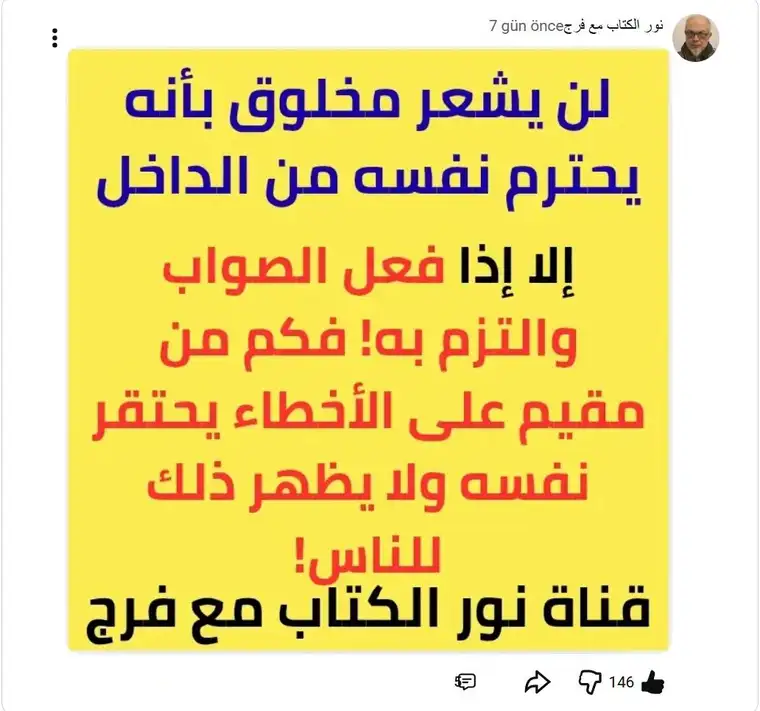 نور الكتاب مع فرج 7 gün önce
لن يشعر مخلوق بأنه
يحترم نفسه من الداخل
إلا إذا فعل الصواب
والتزم به! فكم من
مقيم على الأخطاء يحتقر
نفسه ولا يظهر ذلك
للناس!
قناة نور الكتاب مع فرج
146